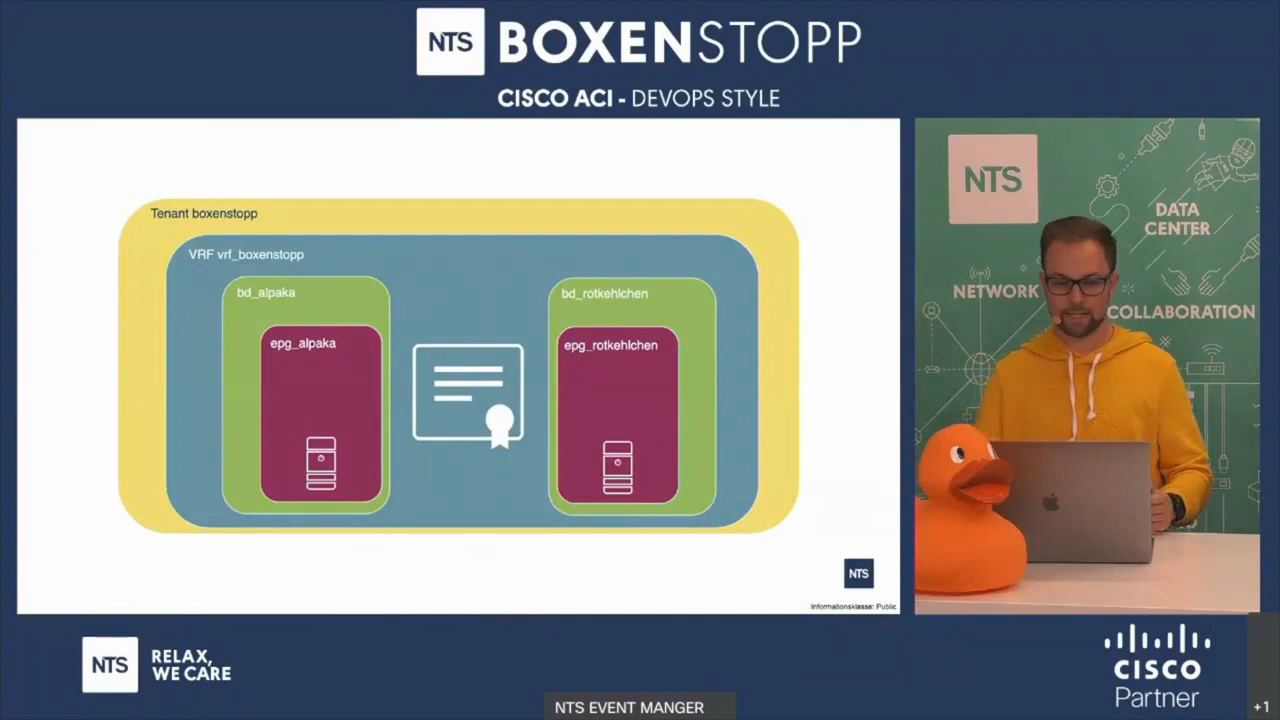 NTS BOXENSTOPP
CISCO ACI - DEVOPS STYLE
Tenant boxenstopp
VRF vrf_boxenstopp
bd_alpaka
bd_rotkehlchen
epg_alpaka
epg_rotkehlchen
NTS
Informationsklasse: Public
NTS
DATA
CENTER
NETWORK
COLLABORATION
NTS
RELAX,
WE CARE
CISCO
Partner
NTS EVENT MANGER
+1